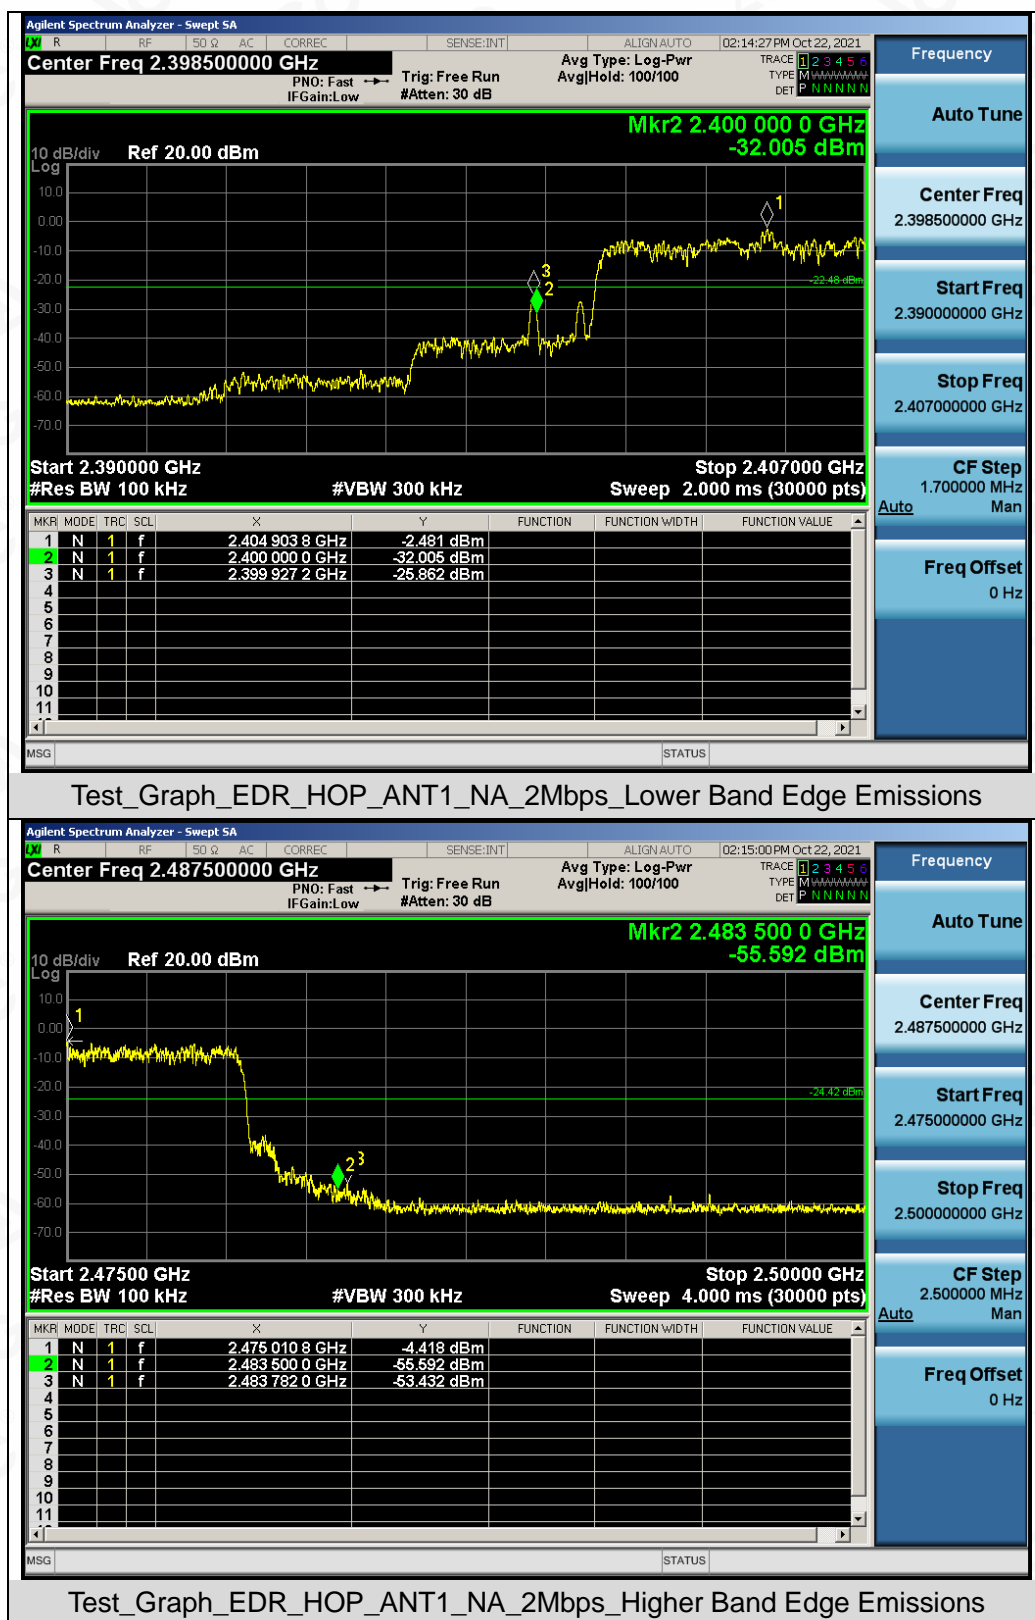 Agilent Spectrum Analyzer - Swept SA
LXI R RF 50 Ω AC CORREC SENSE:INT ALIGN AUTO 02:14:27 PM Oct 22, 2021
Center Freq 2.398500000 GHz
PNO: Fast
IFGain:Low
Trig: Free Run
#Atten: 30 dB
Avg Type: Log-Pwr
Avg|Hold: 100/100
TRACE 1 2 3 4 5 6
TYPE M
DET P N N N N N
Frequency
Auto Tune
Center Freq
2.398500000 GHz
Start Freq
2.390000000 GHz
Stop Freq
2.407000000 GHz
CF Step
1.700000 MHz
Auto Man
Freq Offset
0 Hz
Mkr2 2.400 000 0 GHz
-32.005 dBm
10 dB/div Ref 20.00 dBm
Log
10.0
0.00
-10.0
-20.0
-30.0
-40.0
-50.0
-60.0
-70.0
1
3
2
-22.48 dBm
Start 2.390000 GHz Stop 2.407000 GHz
#Res BW 100 kHz #VBW 300 kHz Sweep 2.000 ms (30000 pts)
MKR MODE TRC SCL X Y FUNCTION FUNCTION WIDTH FUNCTION VALUE
1 N 1 f 2.404 903 8 GHz -2.481 dBm
2 N 1 f 2.400 000 0 GHz -32.005 dBm
3 N 1 f 2.399 927 2 GHz -25.862 dBm
4
5
6
7
8
9
10
11
MSG STATUS
Test_Graph_EDR_HOP_ANT1_NA_2Mbps_Lower Band Edge Emissions
Agilent Spectrum Analyzer - Swept SA
LXI R RF 50 Ω AC CORREC SENSE:INT ALIGN AUTO 02:15:00 PM Oct 22, 2021
Center Freq 2.487500000 GHz
PNO: Fast
IFGain:Low
Trig: Free Run
#Atten: 30 dB
Avg Type: Log-Pwr
Avg|Hold: 100/100
TRACE 1 2 3 4 5 6
TYPE M
DET P N N N N N
Frequency
Auto Tune
Center Freq
2.487500000 GHz
Start Freq
2.475000000 GHz
Stop Freq
2.500000000 GHz
CF Step
2.500000 MHz
Auto Man
Freq Offset
0 Hz
Mkr2 2.483 500 0 GHz
-55.592 dBm
10 dB/div Ref 20.00 dBm
Log
10.0
0.00
-10.0
-20.0
-30.0
-40.0
-50.0
-60.0
-70.0
1
2
3
-24.42 dBm
Start 2.47500 GHz Stop 2.50000 GHz
#Res BW 100 kHz #VBW 300 kHz Sweep 4.000 ms (30000 pts)
MKR MODE TRC SCL X Y FUNCTION FUNCTION WIDTH FUNCTION VALUE
1 N 1 f 2.475 010 8 GHz -4.418 dBm
2 N 1 f 2.483 500 0 GHz -55.592 dBm
3 N 1 f 2.483 782 0 GHz -53.432 dBm
4
5
6
7
8
9
10
11
MSG STATUS
Test_Graph_EDR_HOP_ANT1_NA_2Mbps_Higher Band Edge Emissions